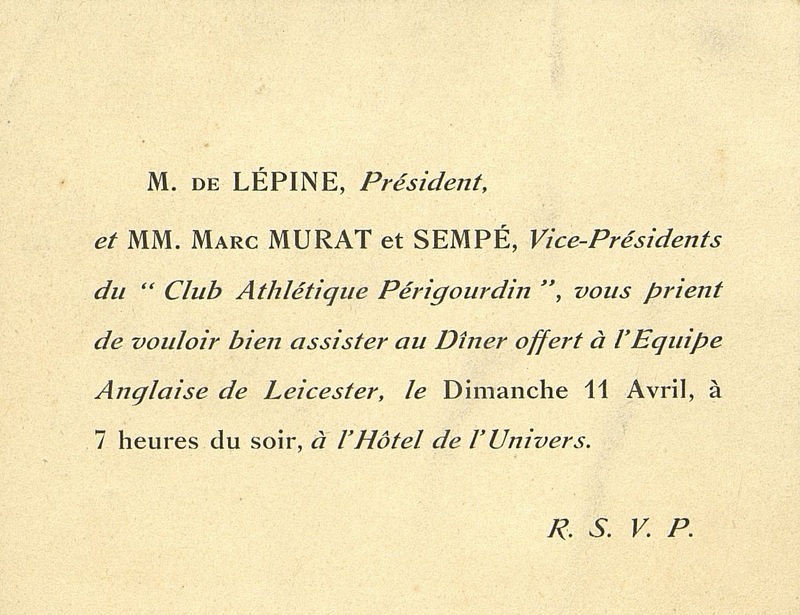 M. DE LÉPINE, Président,
et MM. MARC MURAT et SEMPÉ, Vice-Présidents
du “ Club Athlétique Périgourdin ”, vous prient
de vouloir bien assister au Dîner offert à l'Equipe
Anglaise de Leicester, le Dimanche 11 Avril, à
7 heures du soir, à l'Hôtel de l'Univers.
R. S. V. P.